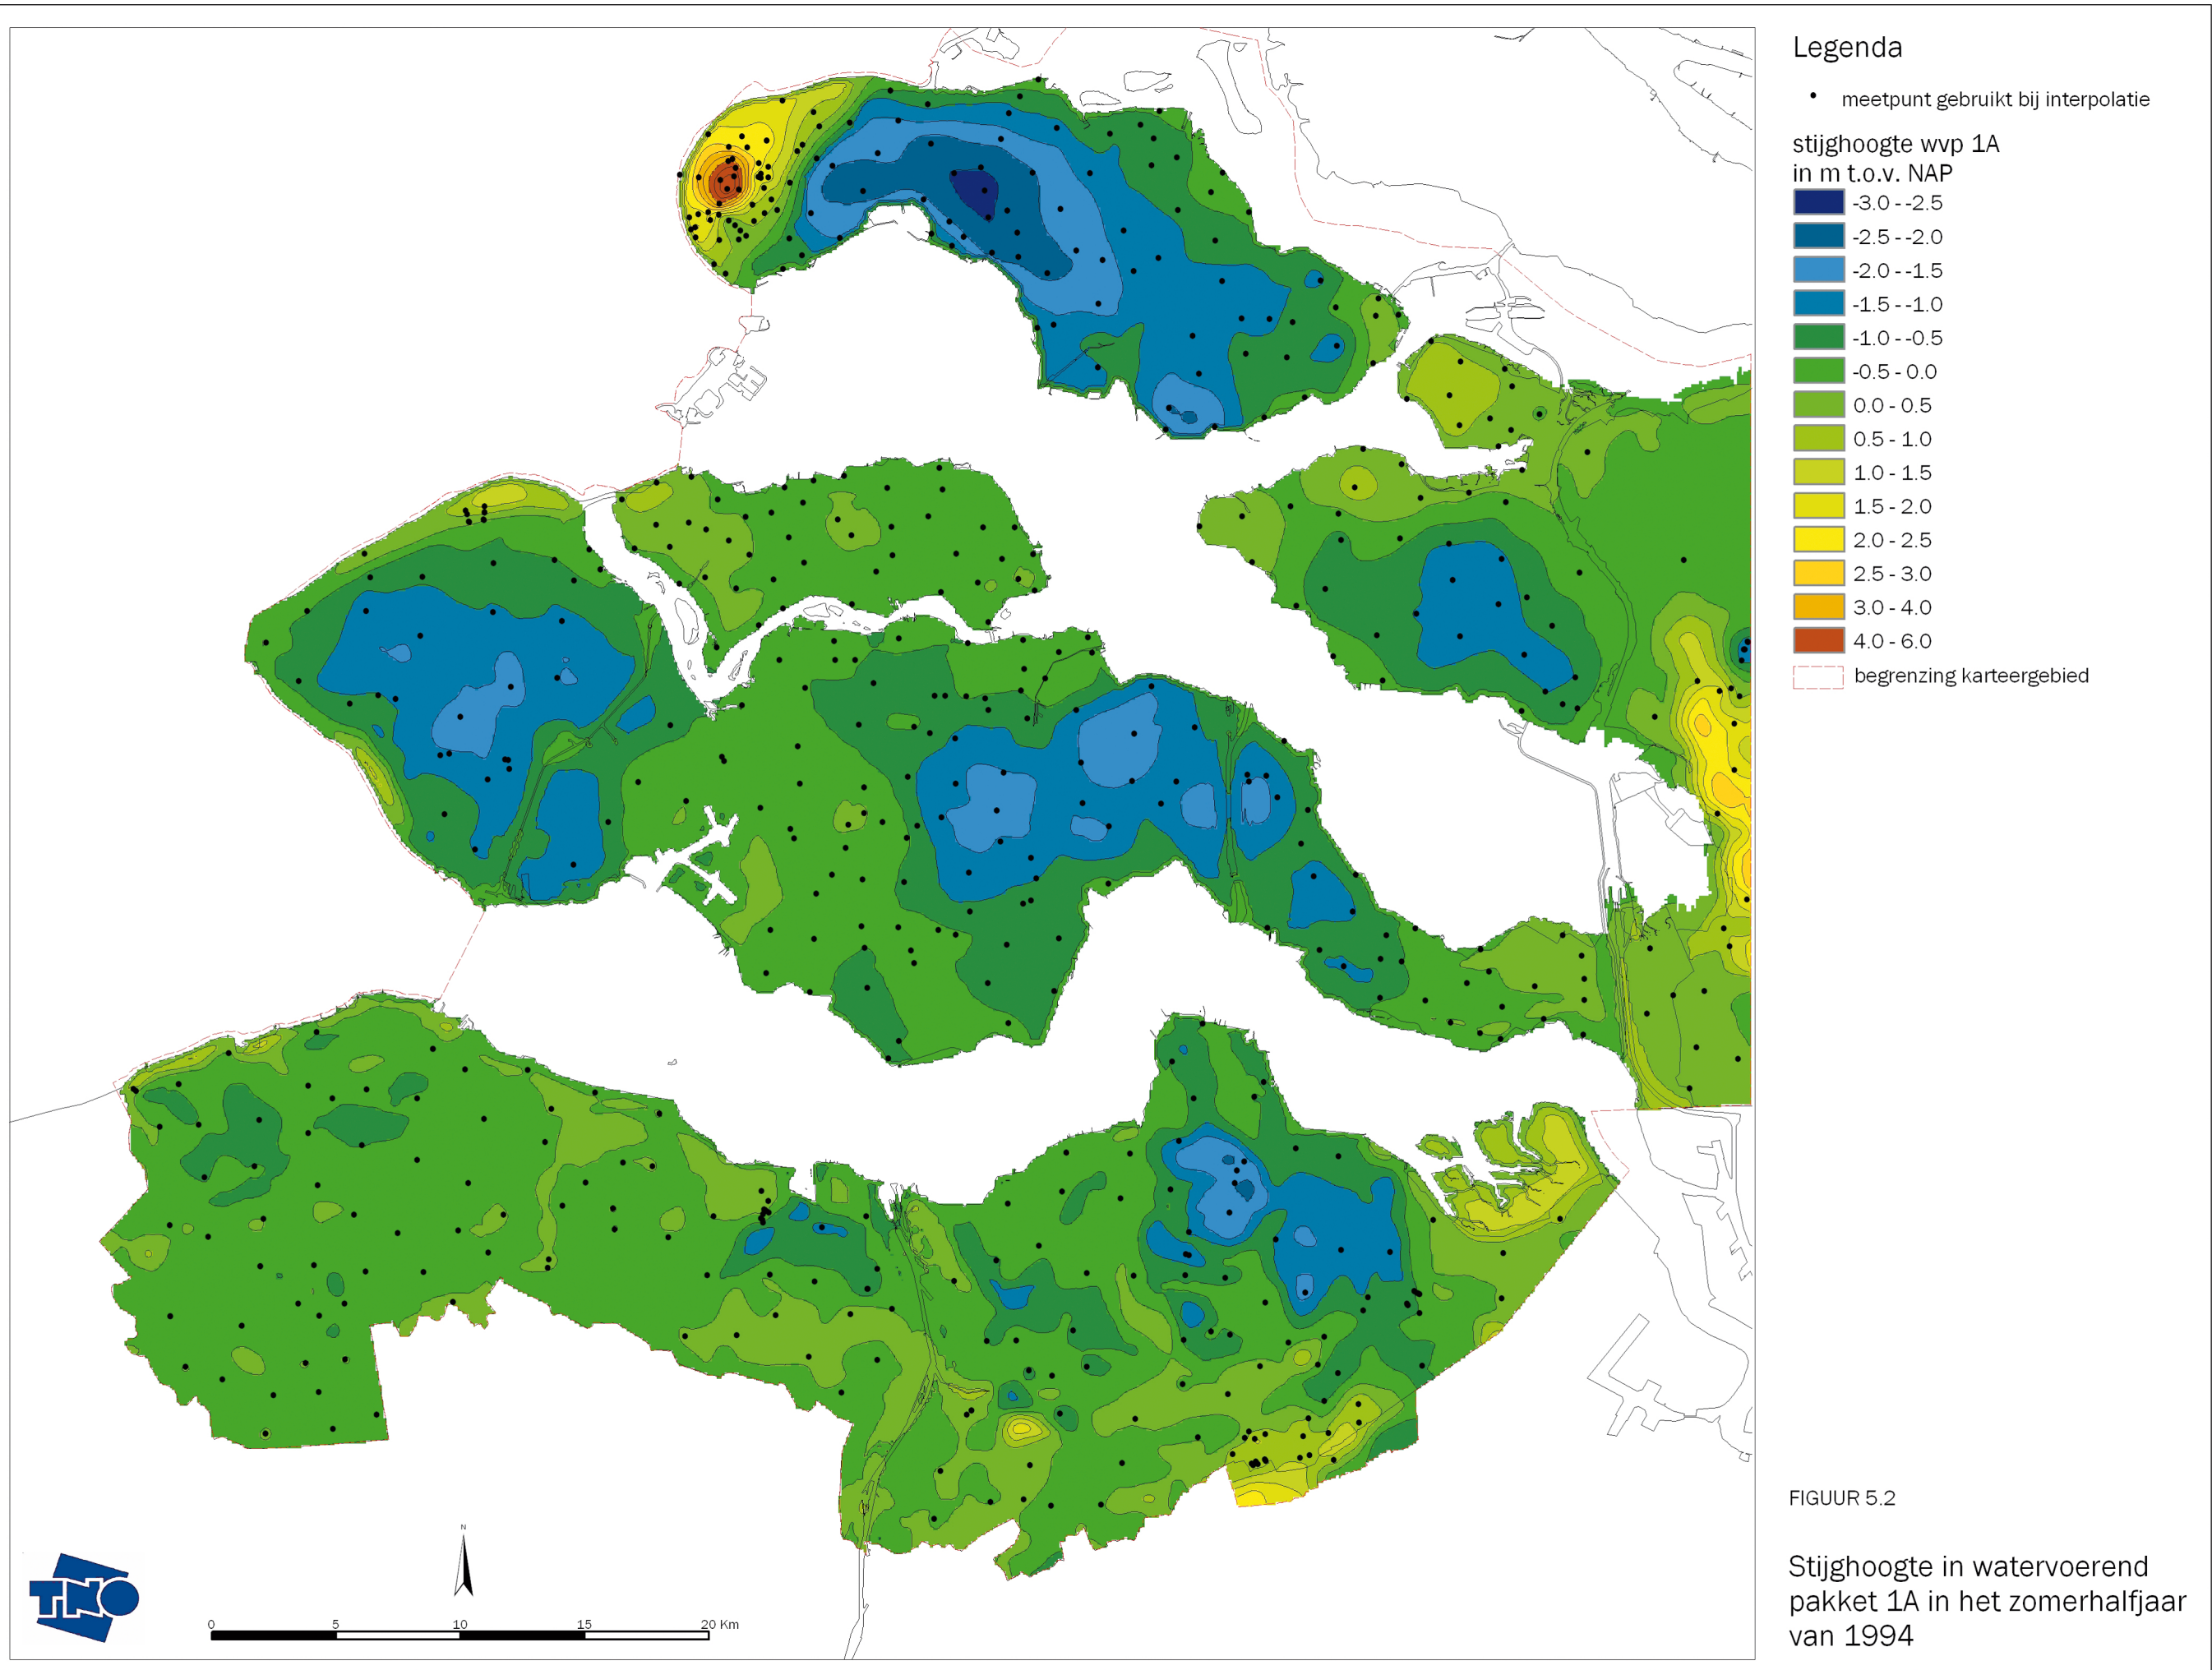 Legenda
meetpunt gebruikt bij interpolatie
stijghoogte wvp 1A
in m t.o.v. NAP
-3.0 - -2.5
-2.5 - -2.0
-2.0 - -1.5
-1.5 - -1.0
-1.0 - -0.5
-0.5 - 0.0
0.0 - 0.5
0.5 - 1.0
1.0 - 1.5
1.5 - 2.0
2.0 - 2.5
2.5 - 3.0
3.0 - 4.0
4.0 - 6.0
begrenzing karteergebied
FIGUUR 5.2
Stijghoogte in watervoerend
pakket 1A in het zomerhalfjaar
van 1994
N
TNO
0 5 10 15 20 Km